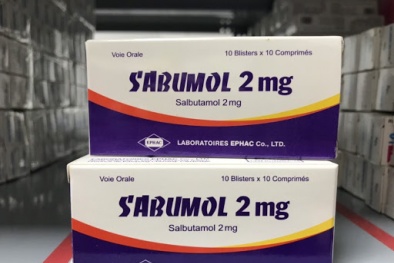 Voie Orale
10 Blisters x 10 Comprimés
SABUMOL 2 mg
Salbutamol 2 mg
EPHAC
LABORATOIRES EPHAC Co., LTD.
Voie Orale
10 Blisters x 10 Comprimés
SABUMOL 2 mg
Salbutamol 2 mg